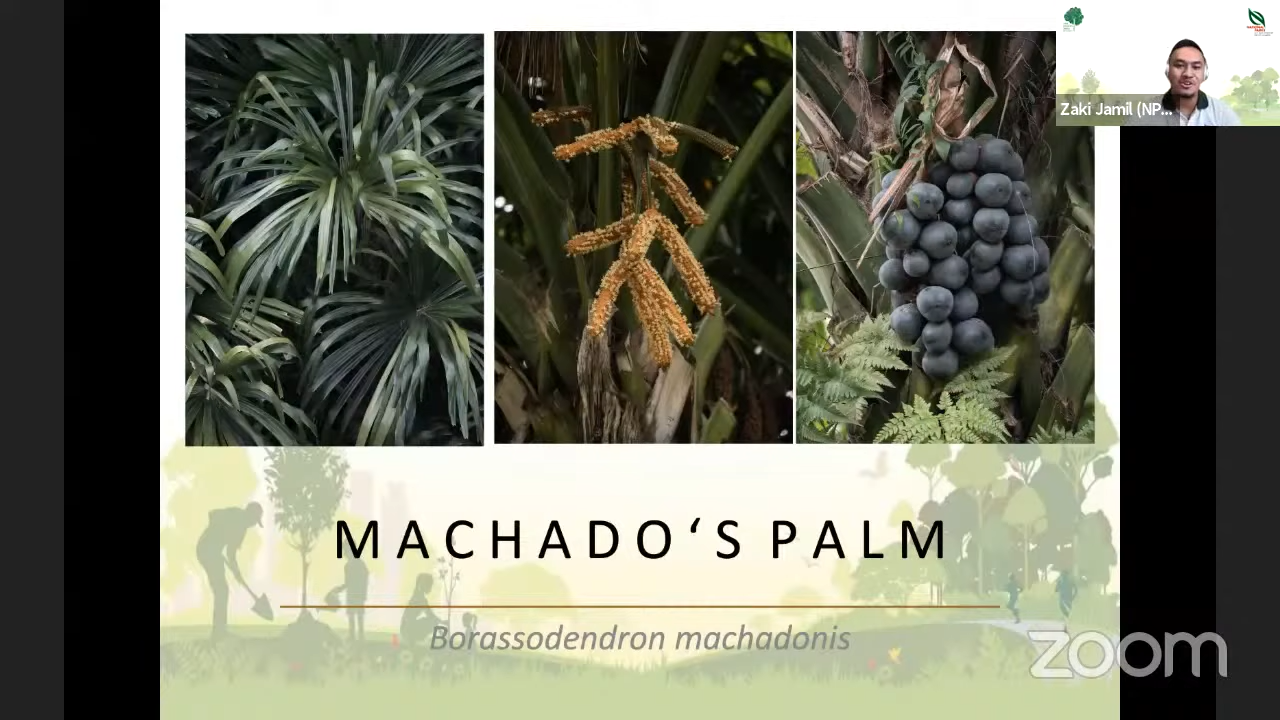 Zaki Jamil (NP...
MACHADO‘S PALM
Borassodendron machadonis
zoom